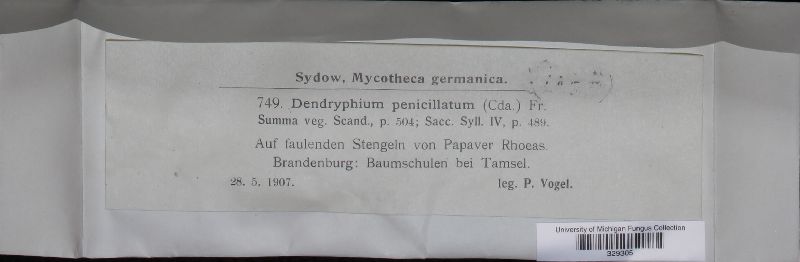 Sydow, Mycotheca germanica.
749. Dendryphium penicillatum (Cda.) Fr.
Summa veg. Scand., p. 504; Sacc. Syll. IV, p. 489.
Auf faulenden Stengeln von Papaver Rhoeas.
Brandenburg: Baumschulen bei Tamsel.
28. 5. 1907. leg. P. Vogel.
University of Michigan Fungus Collection
329305